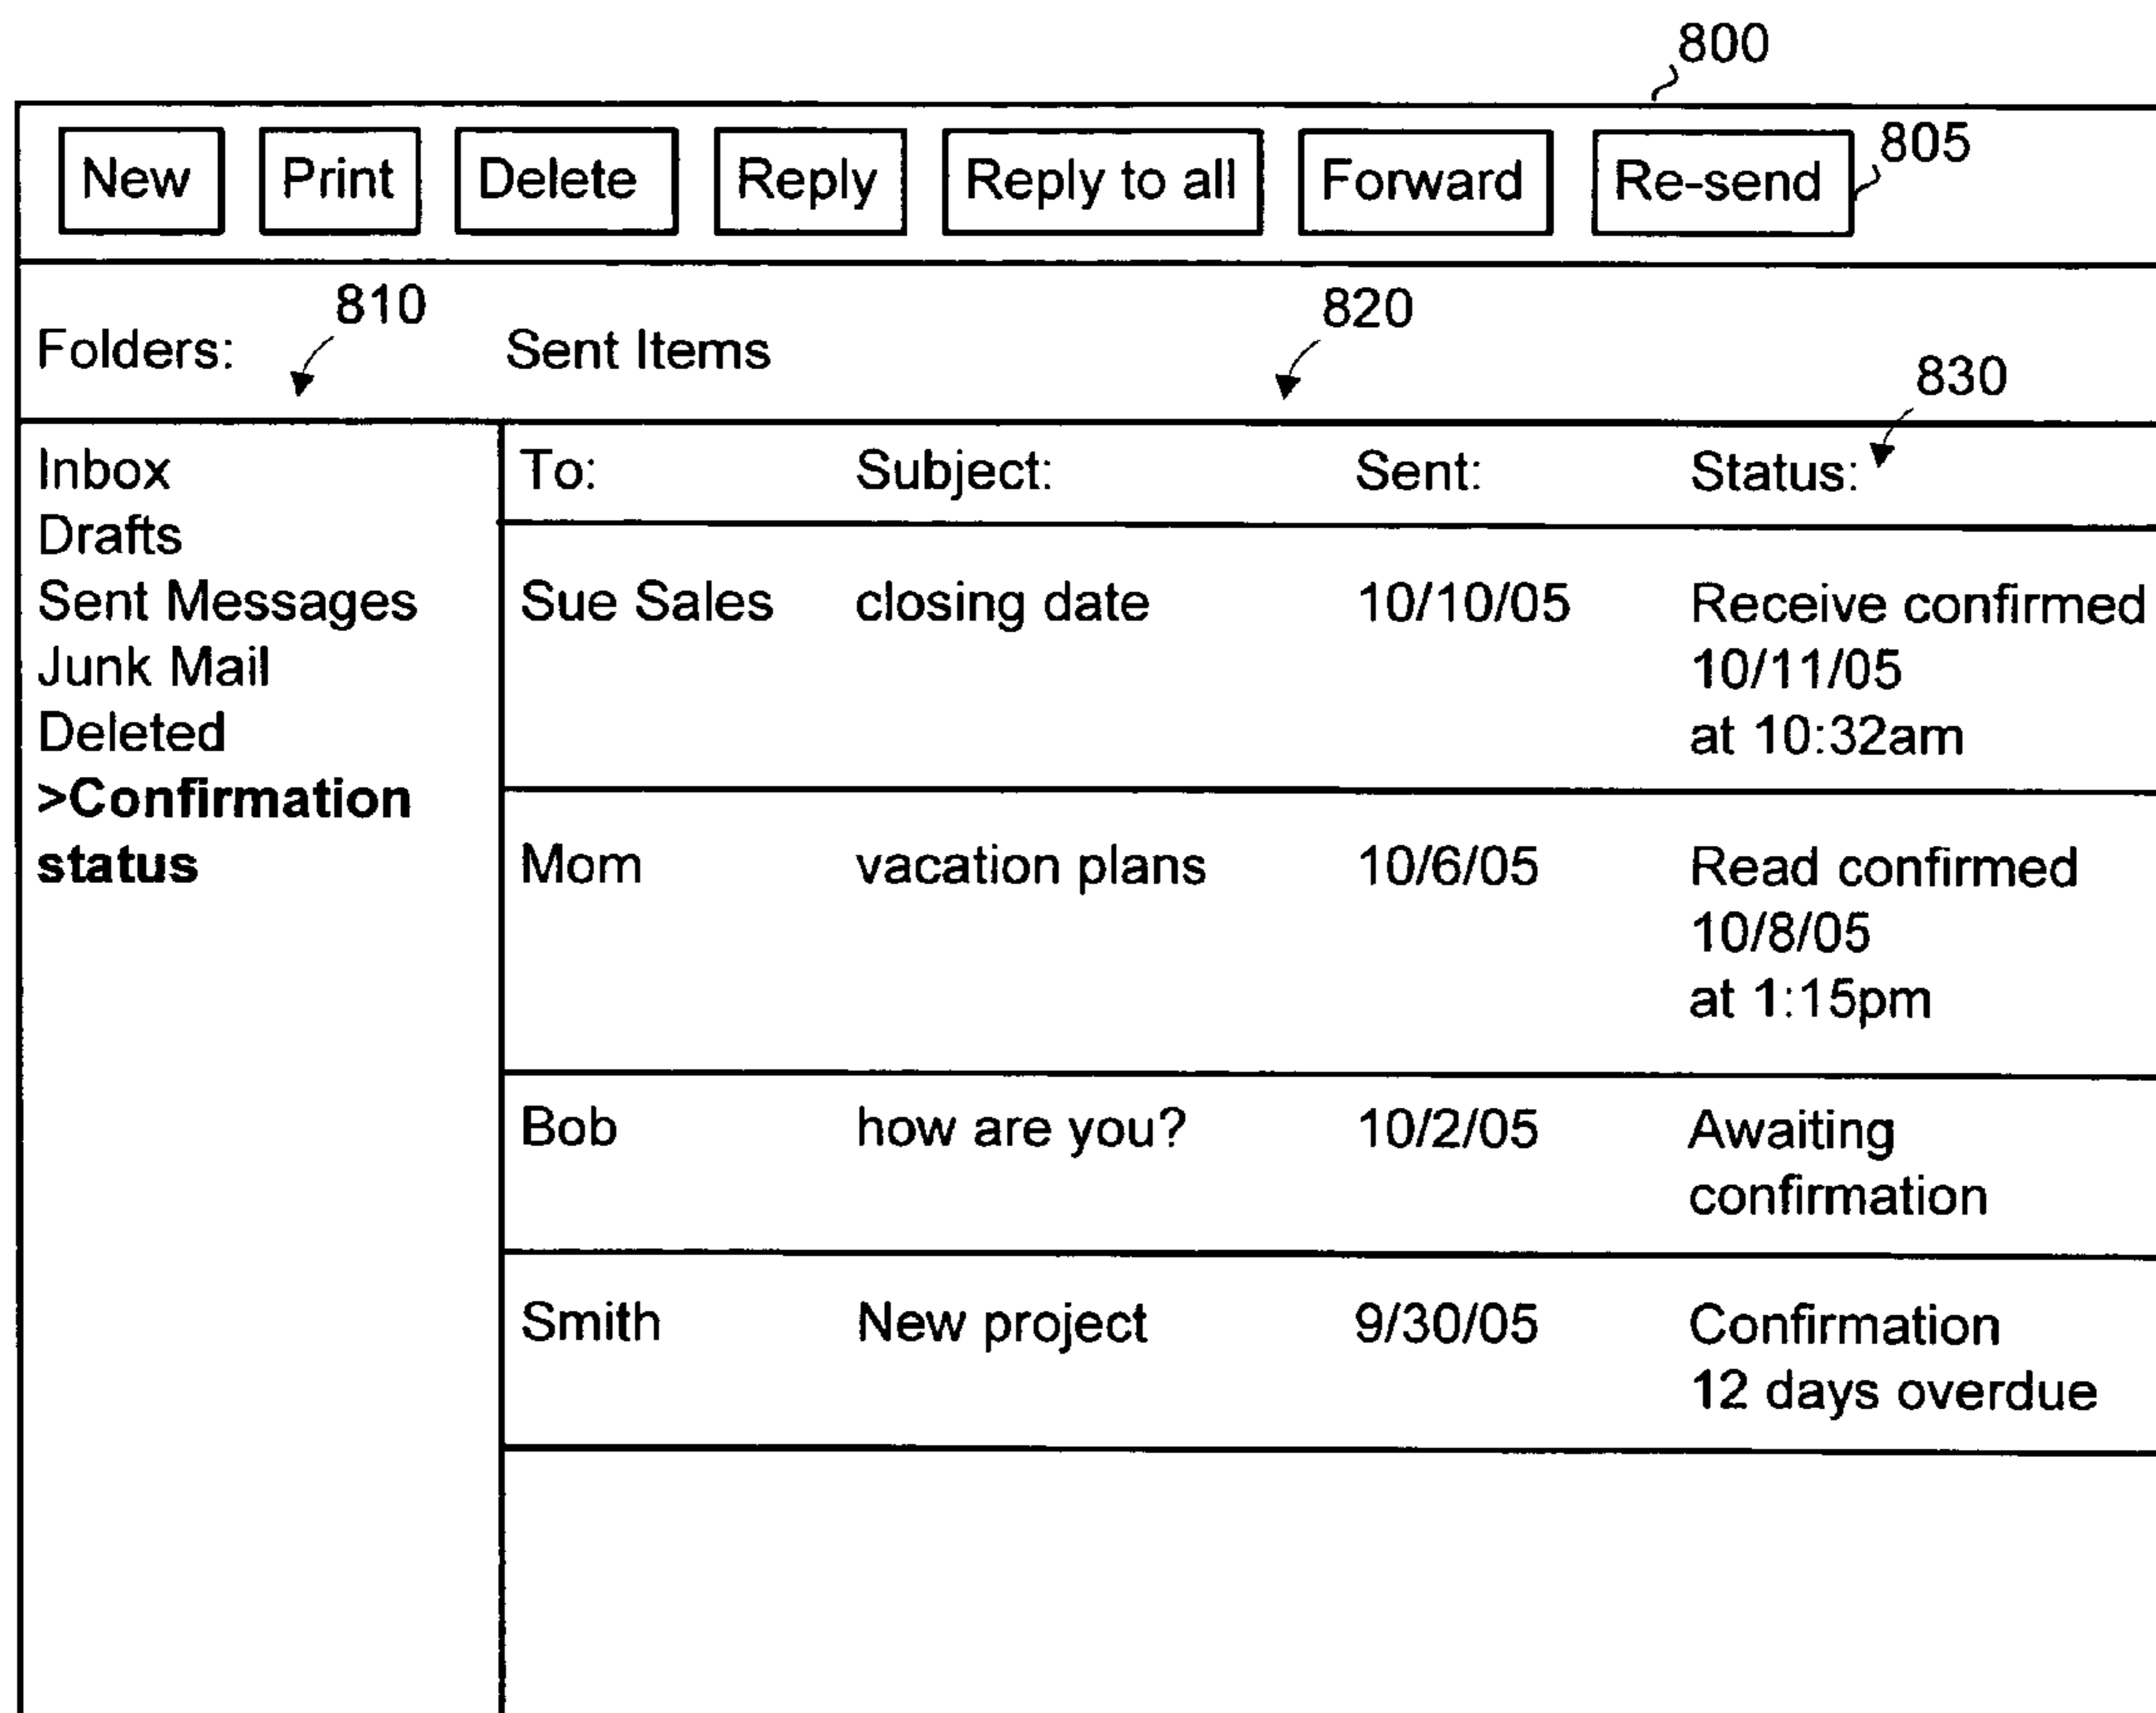 800
New Print Delete Reply Reply to all Forward Re-send 805
810 820
Folders: Sent Items
830
Inbox
Drafts
Sent Messages
Junk Mail
Deleted
>Confirmation
status
To: Subject: Sent: Status:
Sue Sales closing date 10/10/05 Receive confirmed
10/11/05
at 10:32am
Mom vacation plans 10/6/05 Read confirmed
10/8/05
at 1:15pm
Bob how are you? 10/2/05 Awaiting
confirmation
Smith New project 9/30/05 Confirmation
12 days overdue